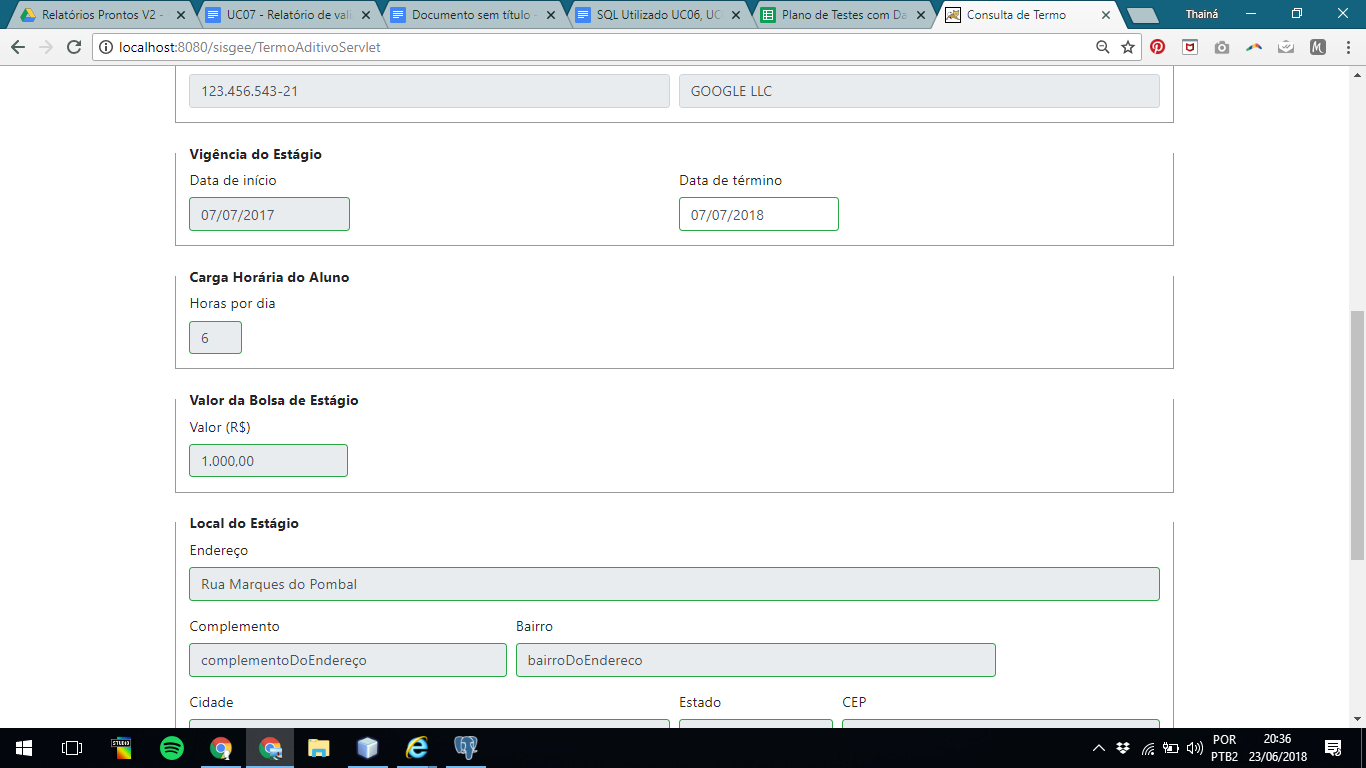 Relatórios Prontos V2 -
UC07 - Relatório de vali
Documento sem título -
SQL Utilizado UC06, UC
Plano de Testes com Da
Consulta de Termo
Thainá
localhost:8080/sisgee/TermoAditivoServlet
123.456.543-21 GOOGLE LLC
Vigência do Estágio
Data de início Data de término
07/07/2017 07/07/2018
Carga Horária do Aluno
Horas por dia
6
Valor da Bolsa de Estágio
Valor (R$)
1.000,00
Local do Estágio
Endereço
Rua Marques do Pombal
Complemento Bairro
complementoDoEndereço bairroDoEndereco
Cidade Estado CEP
STUDIO
POR
PTB2
20:36
23/06/2018